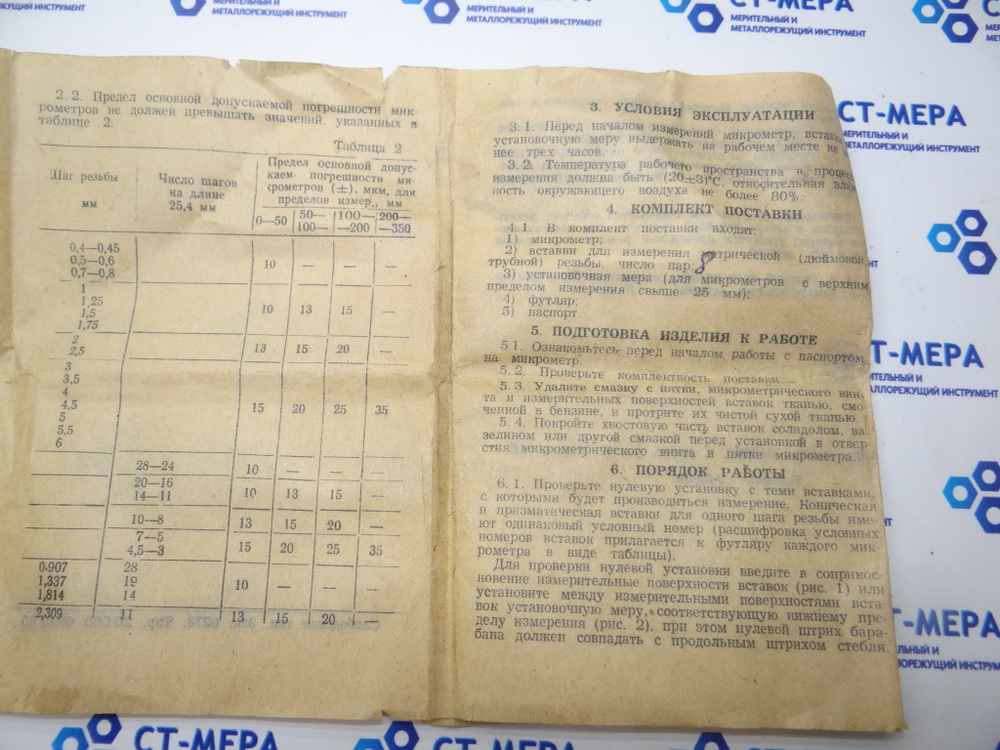 2.2. Предел основной допускаемой погрешности мик-
рометров не должен превышать значений, указанных в
таблице 2.
Таблица 2
Шаг резьбы мм
Число шагов на длине 25,4 мм
Предел основной допус-
каем. погрешности ми-
крометров (±), мкм, для
пределов измер., мм
0—50 50—100— 100—200 200—350
0,4—0,45
0,5—0,6
0,7—0,8
10 — — —
1
1,25
1,5
1,75
10 13 15 —
2
2,5
13 15 20 —
3
3,5
4
4,5
5
5,5
6
15 20 25 35
28—24 10 — — —
20—16
14—11
10 13 15 —
10—8 13 15 20 —
7—5
4,5—3
15 20 25 35
0,907 28
1,337 19
1,814 14
10 — — —
2,309 11 13 15 20 —
3. УСЛОВИЯ ЭКСПЛУАТАЦИИ
3.1. Перед началом измерений микрометр,
установочную меру выдержать на рабочем месте не
нее трех часов.
3.2. Температура рабочего пространства в
измерения должна быть (20±3)°С, относительная
ность окружающего воздуха не более 80%
4. КОМПЛЕКТ ПОСТАВКИ
4.1. В комплект поставки входят:
1) микрометр;
2) вставки для измерения метрической (дюймовой,
трубной) резьбы, число пар 8
3) установочная мера (для микрометров с верхним
пределом измерения свыше 25 мм);
4) футляр;
5) паспорт
5. ПОДГОТОВКА ИЗДЕЛИЯ К РАБОТЕ
5.1. Ознакомьтесь перед началом работы с паспортом
на микрометр.
5.2. Проверьте комплектность поставки.
5.3. Удалите смазку с пятки, микрометрического вин-
та и измерительных поверхностей вставок тканью, смо-
ченной в бензине, и протрите их чистой сухой тканью.
5.4. Покройте хвостовую часть вставок солидолом, ва-
зелином или другой смазкой перед установкой в отвер-
стия микрометрического винта и пятки микрометра.
6. ПОРЯДОК РАБОТЫ
6.1. Проверьте нулевую установку с теми вставками,
с которыми будет производиться измерение. Коническая
и призматическая вставки для одного шага резьбы име-
ют одинаковый условный номер (расшифровка условных
номеров вставок прилагается к футляру каждого мик-
рометра в виде таблицы).
Для проверки нулевой установки введите в соприкос-
новение измерительные поверхности вставок (рис. 1) или
установите между измерительными поверхностями вста-
вок установочную меру, соответствующую нижнему пре-
делу измерения (рис. 2), при этом нулевой штрих бара-
бана должен совпадать с продольным штрихом стебля.
СТ-МЕРА
МЕРИТЕЛЬНЫЙ И
МЕТАЛЛОРЕЖУЩИЙ ИНСТРУМЕНТ